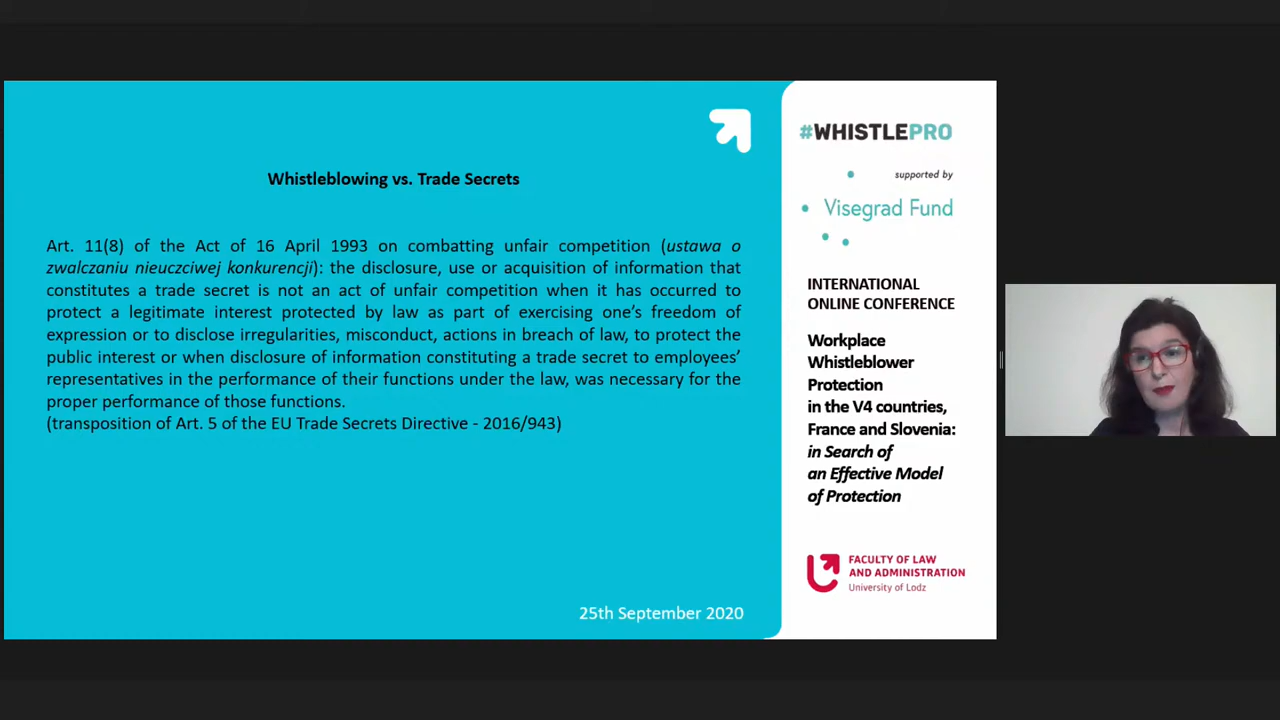 Whistleblowing vs. Trade Secrets
Art. 11(8) of the Act of 16 April 1993 on combatting unfair competition (ustawa o
zwalczaniu nieuczciwej konkurencji): the disclosure, use or acquisition of information that
constitutes a trade secret is not an act of unfair competition when it has occurred to
protect a legitimate interest protected by law as part of exercising one's freedom of
expression or to disclose irregularities, misconduct, actions in breach of law, to protect the
public interest or when disclosure of information constituting a trade secret to employees'
representatives in the performance of their functions under the law, was necessary for the
proper performance of those functions.
(transposition of Art. 5 of the EU Trade Secrets Directive - 2016/943)
25th September 2020
#WHISTLEPRO
supported by
Visegrad Fund
INTERNATIONAL
ONLINE CONFERENCE
Workplace
Whistleblower
Protection
in the V4 countries,
France and Slovenia:
in Search of
an Effective Model
of Protection
FACULTY OF LAW
AND ADMINISTRATION
University of Lodz